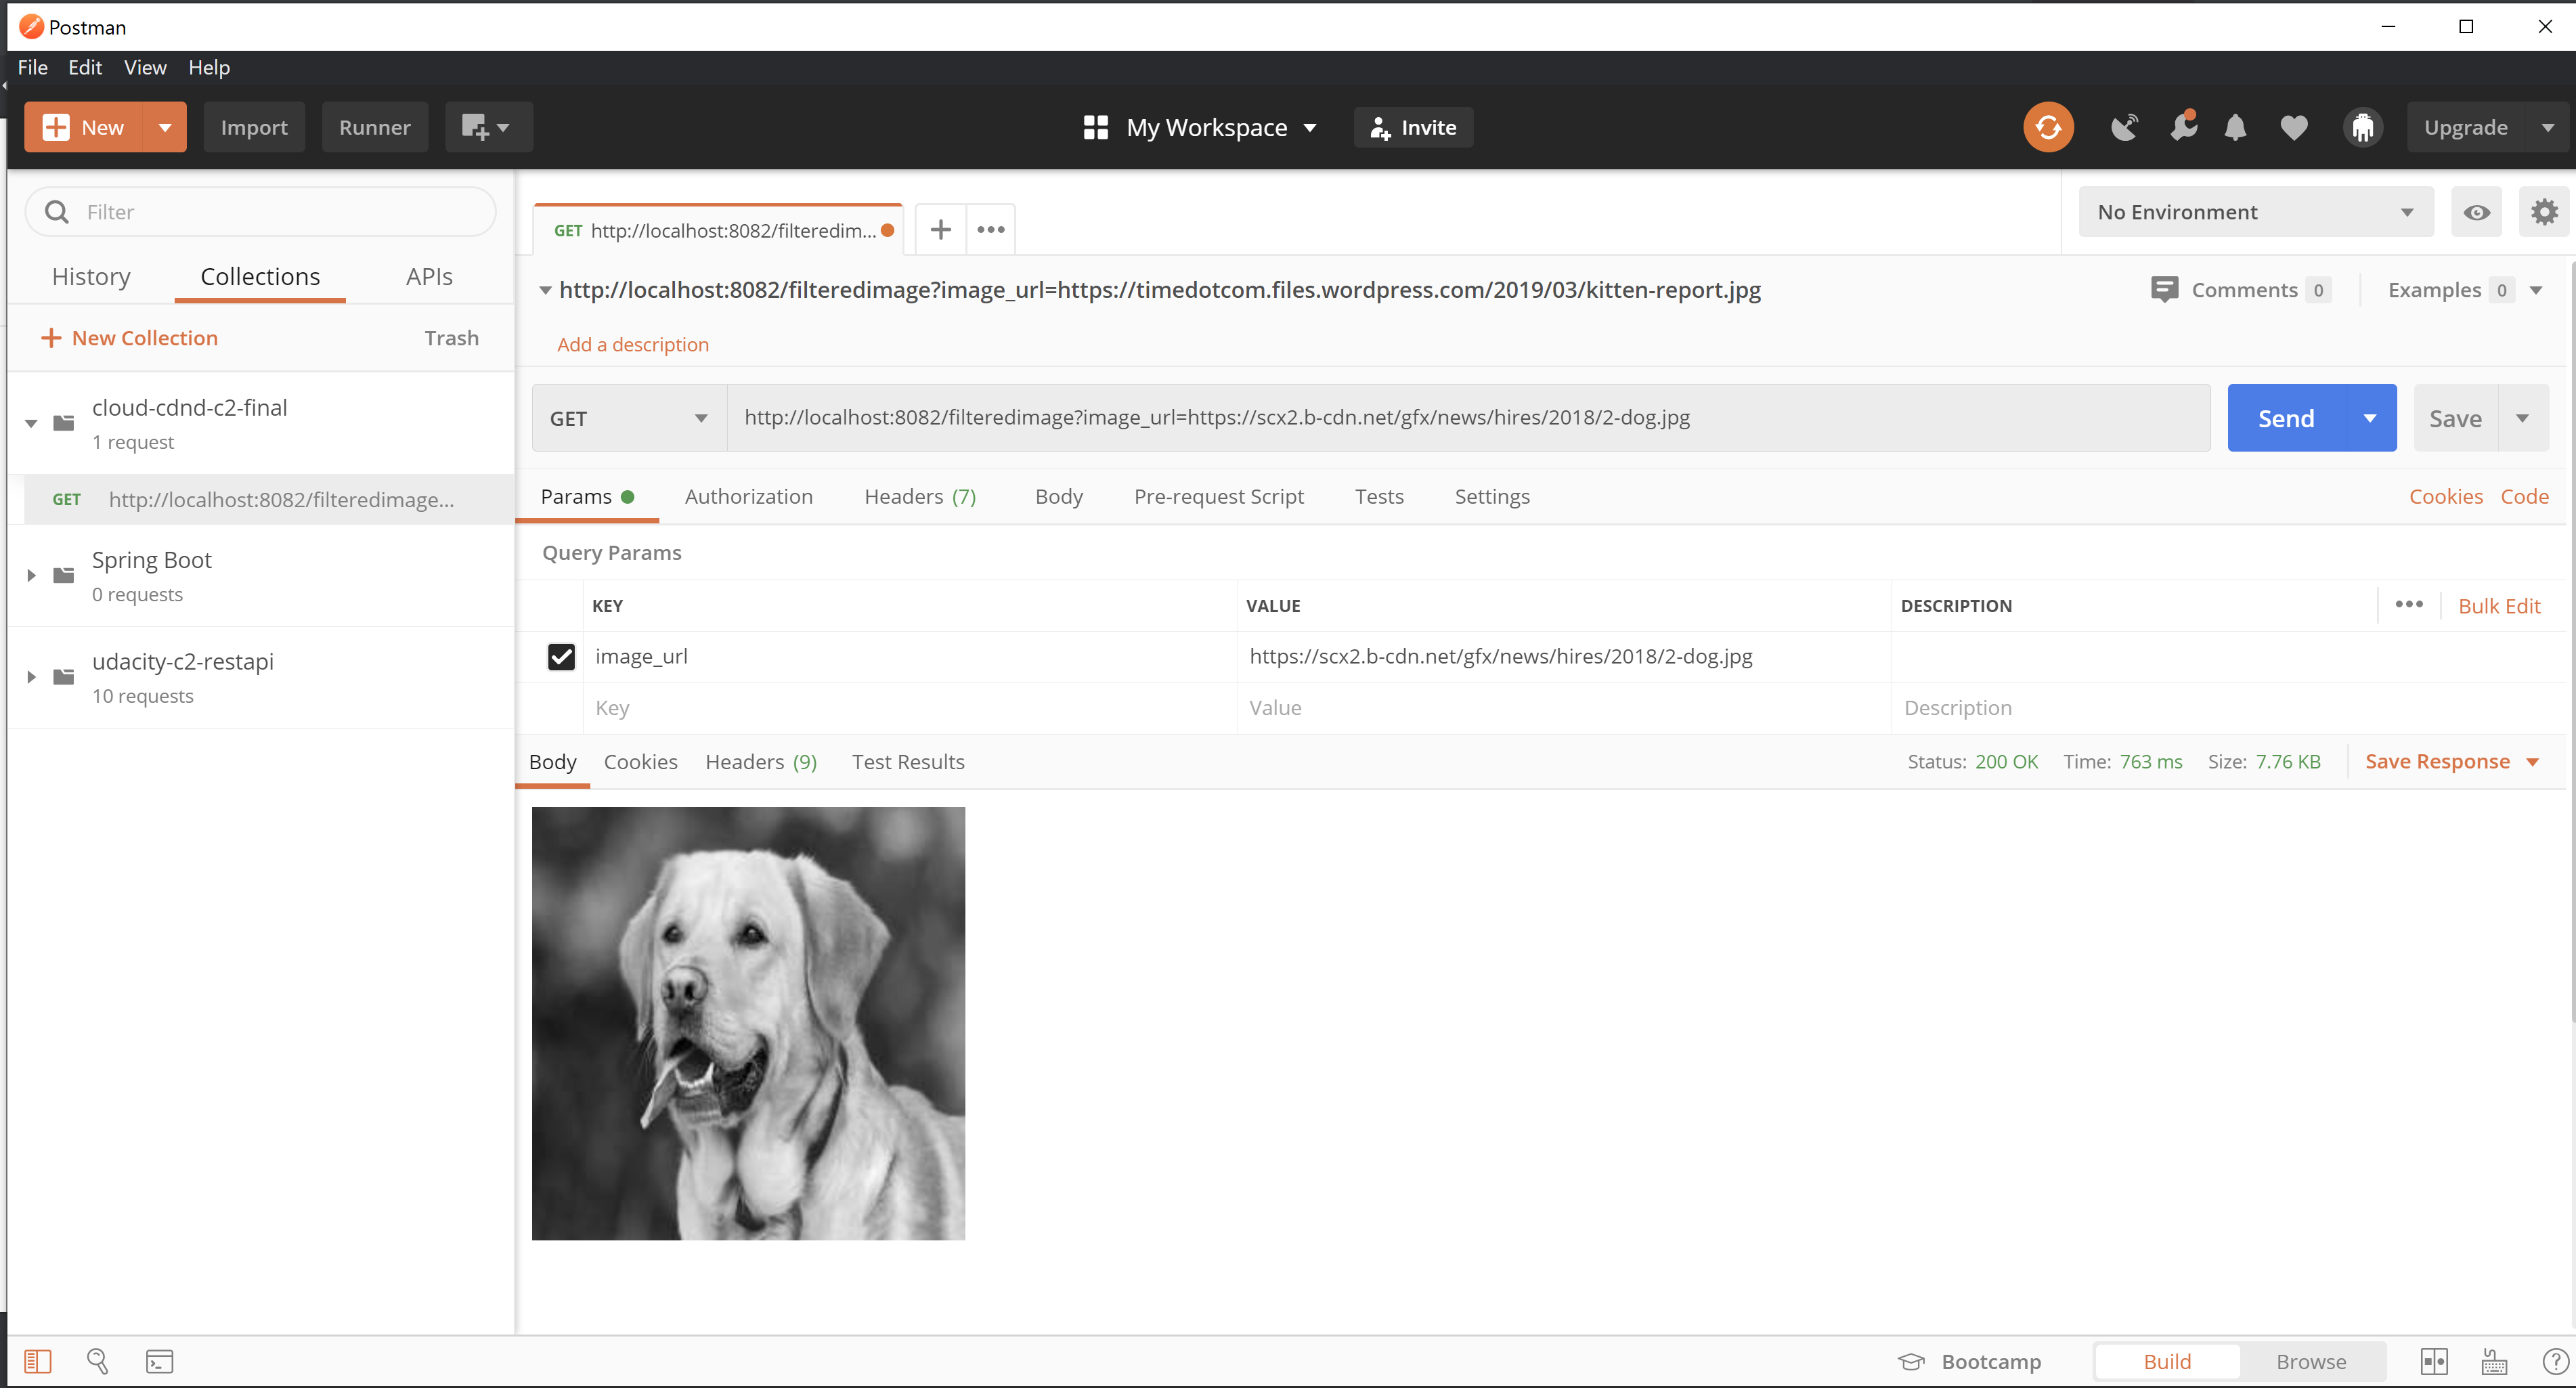 Postman
File Edit View Help
New Import Runner My Workspace Invite Upgrade
Filter
History Collections APIs
New Collection Trash
cloud-cdnd-c2-final
1 request
GET http://localhost:8082/filteredimage...
Spring Boot
0 requests
udacity-c2-restapi
10 requests
GET http://localhost:8082/filteredim...
No Environment
http://localhost:8082/filteredimage?image_url=https://timedotcom.files.wordpress.com/2019/03/kitten-report.jpg
Comments 0 Examples 0
Add a description
GET http://localhost:8082/filteredimage?image_url=https://scx2.b-cdn.net/gfx/news/hires/2018/2-dog.jpg Send Save
Params Authorization Headers (7) Body Pre-request Script Tests Settings Cookies Code
Query Params
KEY VALUE DESCRIPTION Bulk Edit
image_url https://scx2.b-cdn.net/gfx/news/hires/2018/2-dog.jpg
Key Value Description
Body Cookies Headers (9) Test Results Status: 200 OK Time: 763 ms Size: 7.76 KB Save Response
Bootcamp Build Browse